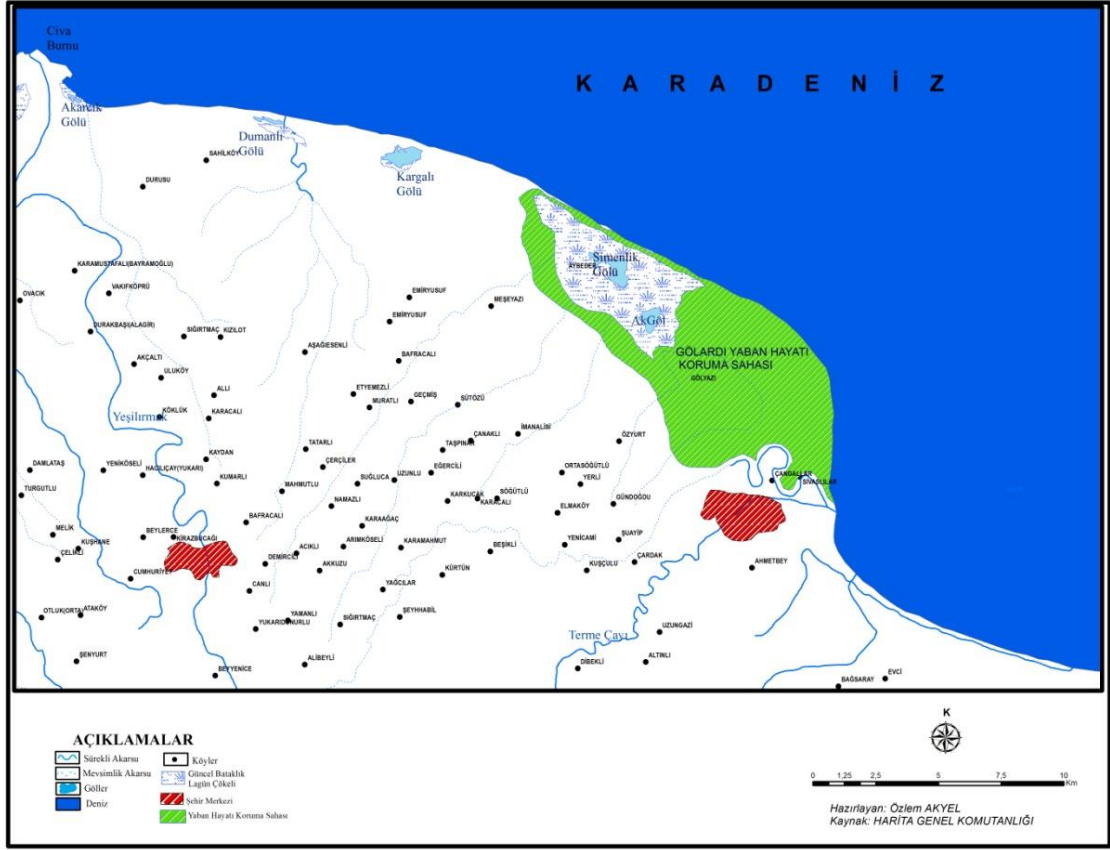 Civa
Burnu
K A R A D E N İ Z
Akarcık
Gölü
Dumanlı
Gölü
SAHİLKÖY
Kargalı
Gölü
DURUSU
Simenlik
Gölü
KARAMUSTAFALI(BAYRAMOĞLU)
OVACIK
VAKIFKÖPRÜ
EMİRYUSUF
MEŞEYAZI
AkGöl
DURAKBAŞI(ALAGİR)
SIĞIRTMAÇ
KIZILOT
EMİRYUSUF
AŞAĞIESENLİ
GÖLARDI YABAN HAYATI
KORUMA SAHASI
GÖLYAZI
AKÇALTI
BAFRACALI
ULUKÖY
ALLI
ETYEMEZLİ
MURATLI
GEÇMİŞ
SÜTÖZÜ
Yeşilırmak
KÖKLÜK
KARACALI
TATARLI
TAŞPINAR
ÇANAKLI
İMANALİSİ
ÖZYURT
KAYDAN
ÇERÇİLER
DAMLATAŞ
YENİKÖSELİ
HACILIÇAY(YUKARI)
KUMARLI
SUĞLUCA
UZUNLU
EĞERCİLİ
ORTASÖĞÜTLÜ
YERLİ
ÇANGALLAR
SİVASLILAR
TURGUTLU
MAHMUTLU
NAMAZLI
KARKUCAK
KARACALI
SÖĞÜTLÜ
GÜNDOĞDU
ELMAKÖY
MELİK
BEYLERCE
KİRAZBUCAĞI
BAFRACALI
KARAAĞAÇ
KUŞHANE
ÇELİKLİ
ACIKLI
ARIMKÖSELİ
KARAMAHMUT
BEŞİKLİ
YENİCAMİ
ŞUAYİP
CUMHURİYET
DEMİRCİLİ
AKKUZU
KÜRTÜN
KUŞÇULU
ÇARDAK
AHMETBEY
CANLI
YAĞCILAR
OTLUK(ORTA)
ATAKÖY
YUKARIDONURLU
YAMANLI
SIĞIRTMAÇ
ŞEYHHABİL
Terme Çayı
UZUNGAZİ
ŞENYURT
BEYYENİCE
ALİBEYLİ
DİBEKLİ
ALTINLI
BAĞSARAY
EVCİ
AÇIKLAMALAR
Sürekli Akarsu
Mevsimlik Akarsu
Göller
Deniz
Köyler
Güncel Bataklık
Lagün Çökeli
Şehir Merkezi
Yaban Hayatı Koruma Sahası
K
0 1,25 2,5 5 7,5 10
Km
Hazırlayan: Özlem AKYEL
Kaynak: HARİTA GENEL KOMUTANLIĞI